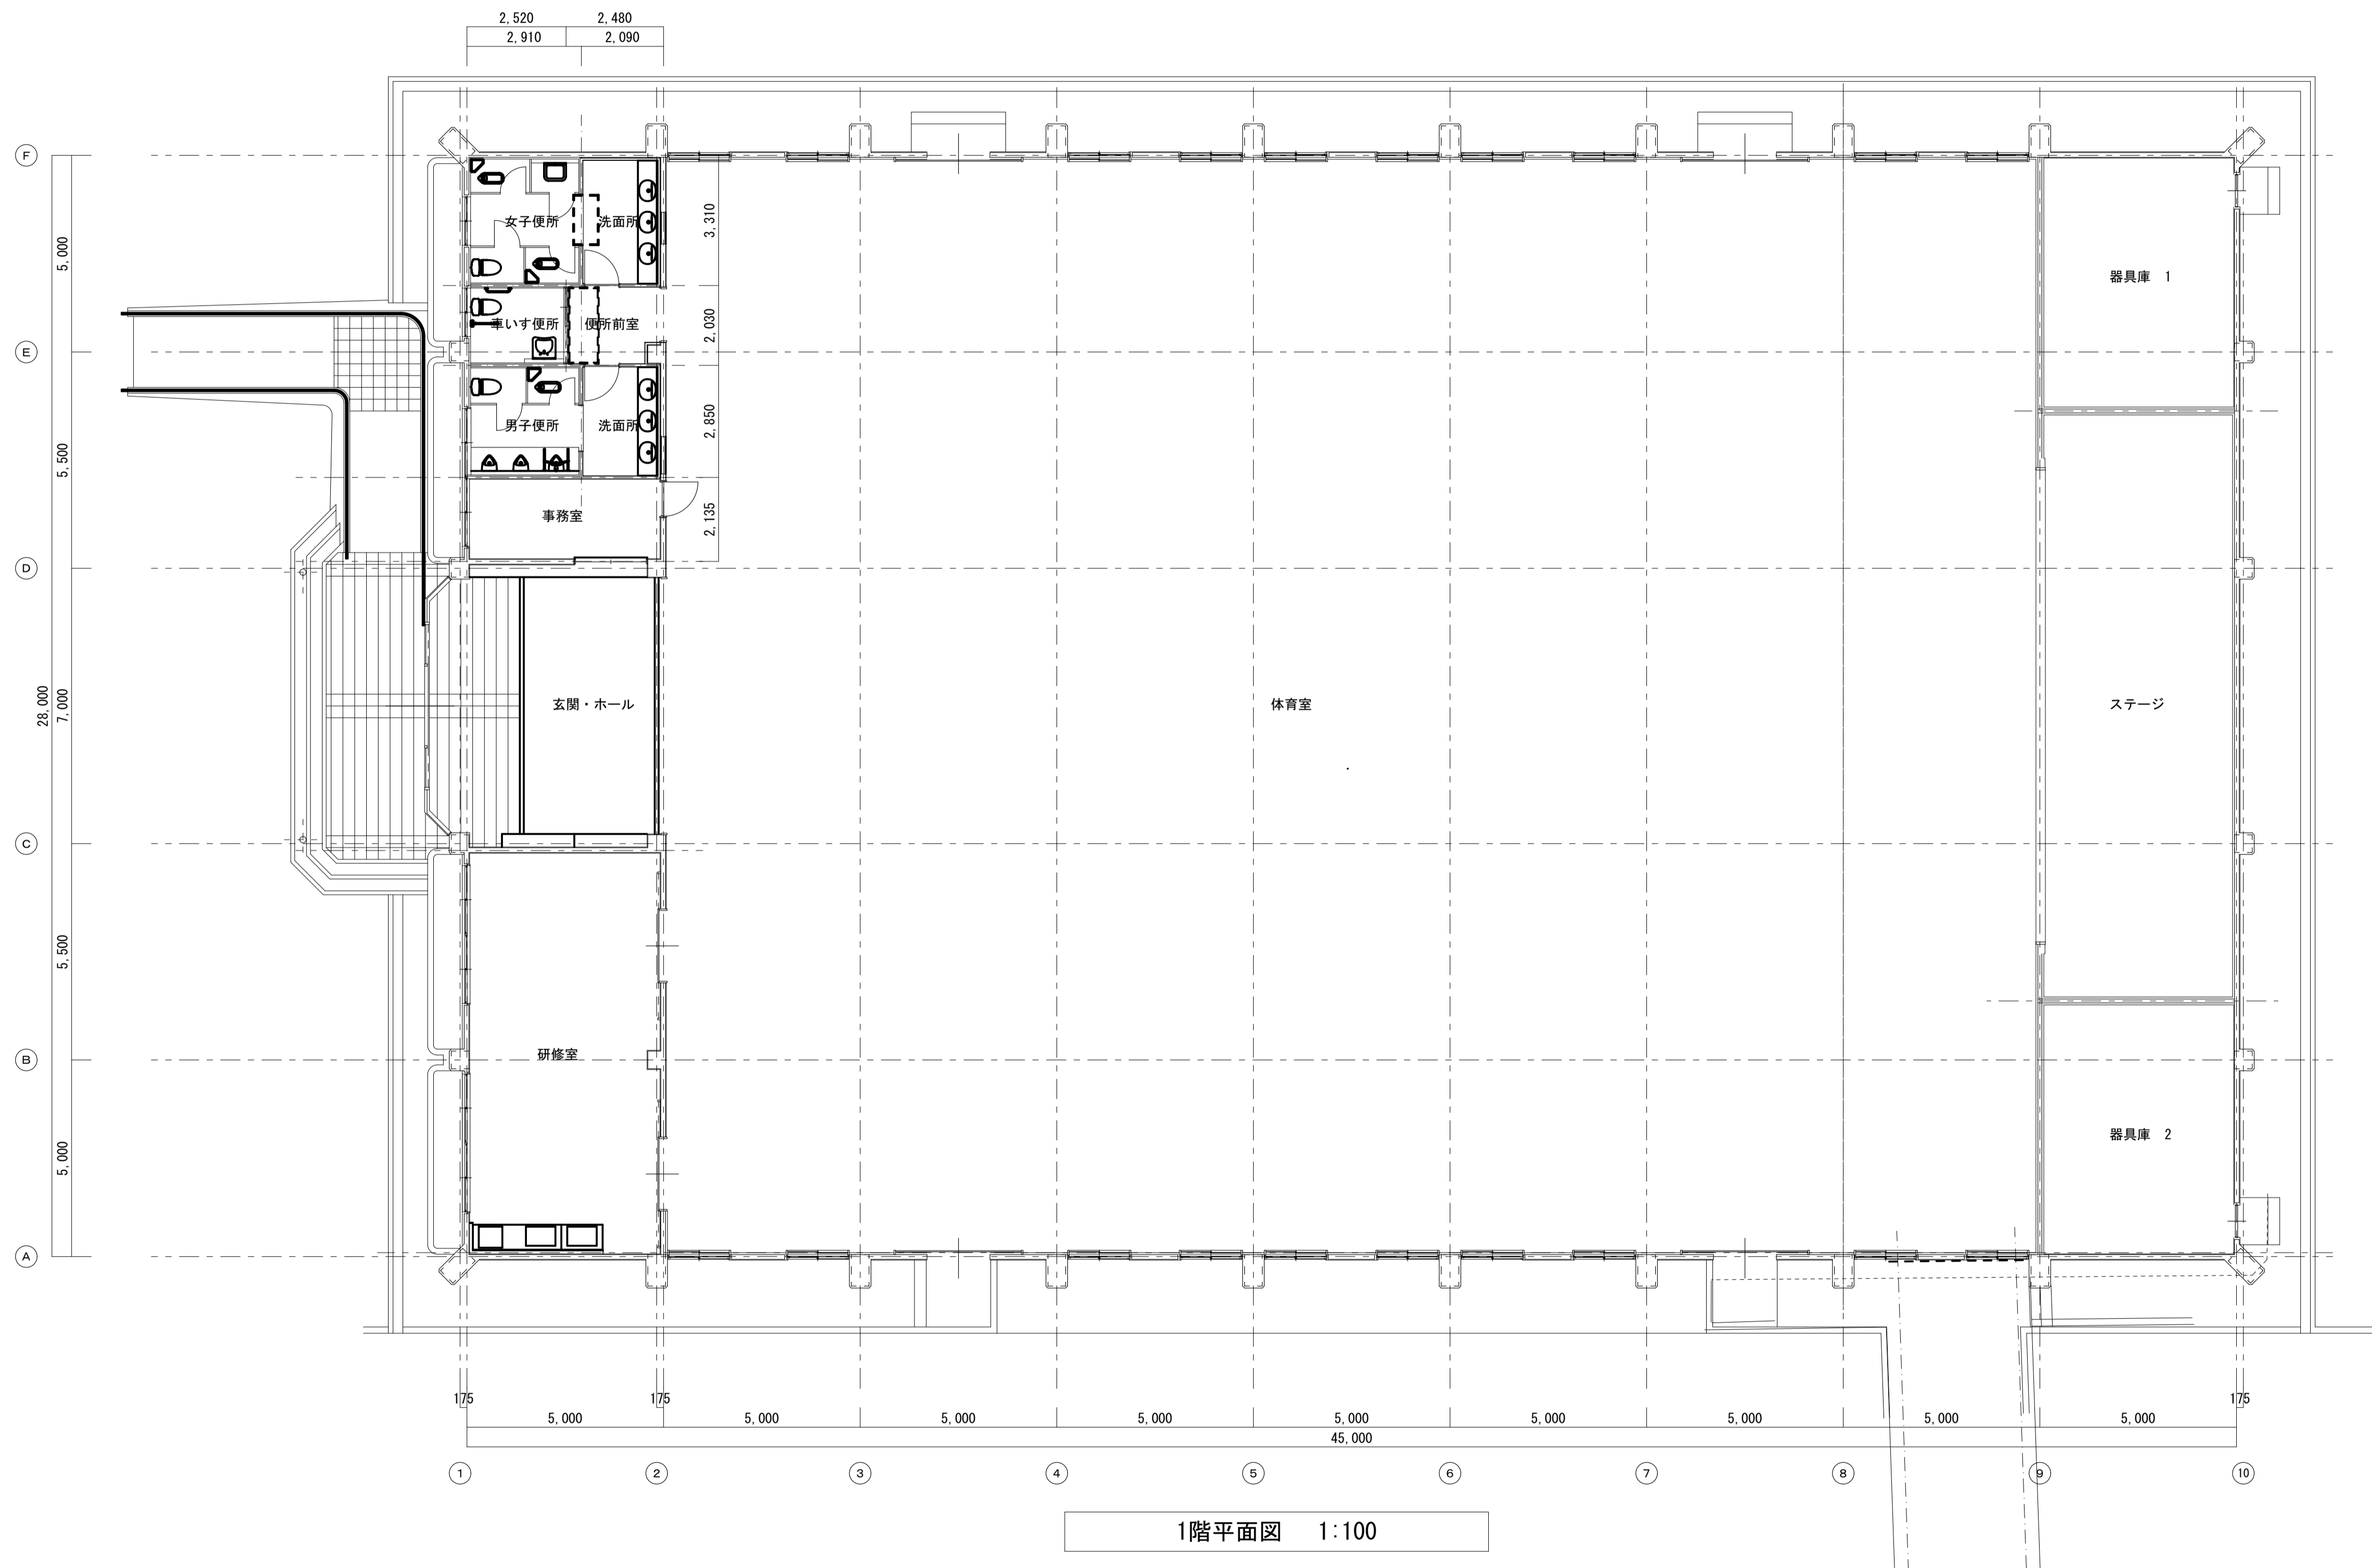 2,520 2,480
2,910 2,090
F
E
D
C
B
A
5,000
5,500
7,000
28,000
5,500
5,000
女子便所 洗面所
3,310
車いす便所 便所前室
2,030
男子便所 洗面所
2,850
事務室
2,135
玄関・ホール
体育室
ステージ
器具庫 1
研修室
器具庫 2
175 175 175
5,000 5,000 5,000 5,000 5,000 5,000 5,000 5,000 5,000
45,000
1 2 3 4 5 6 7 8 9 10
1階平面図 1:100